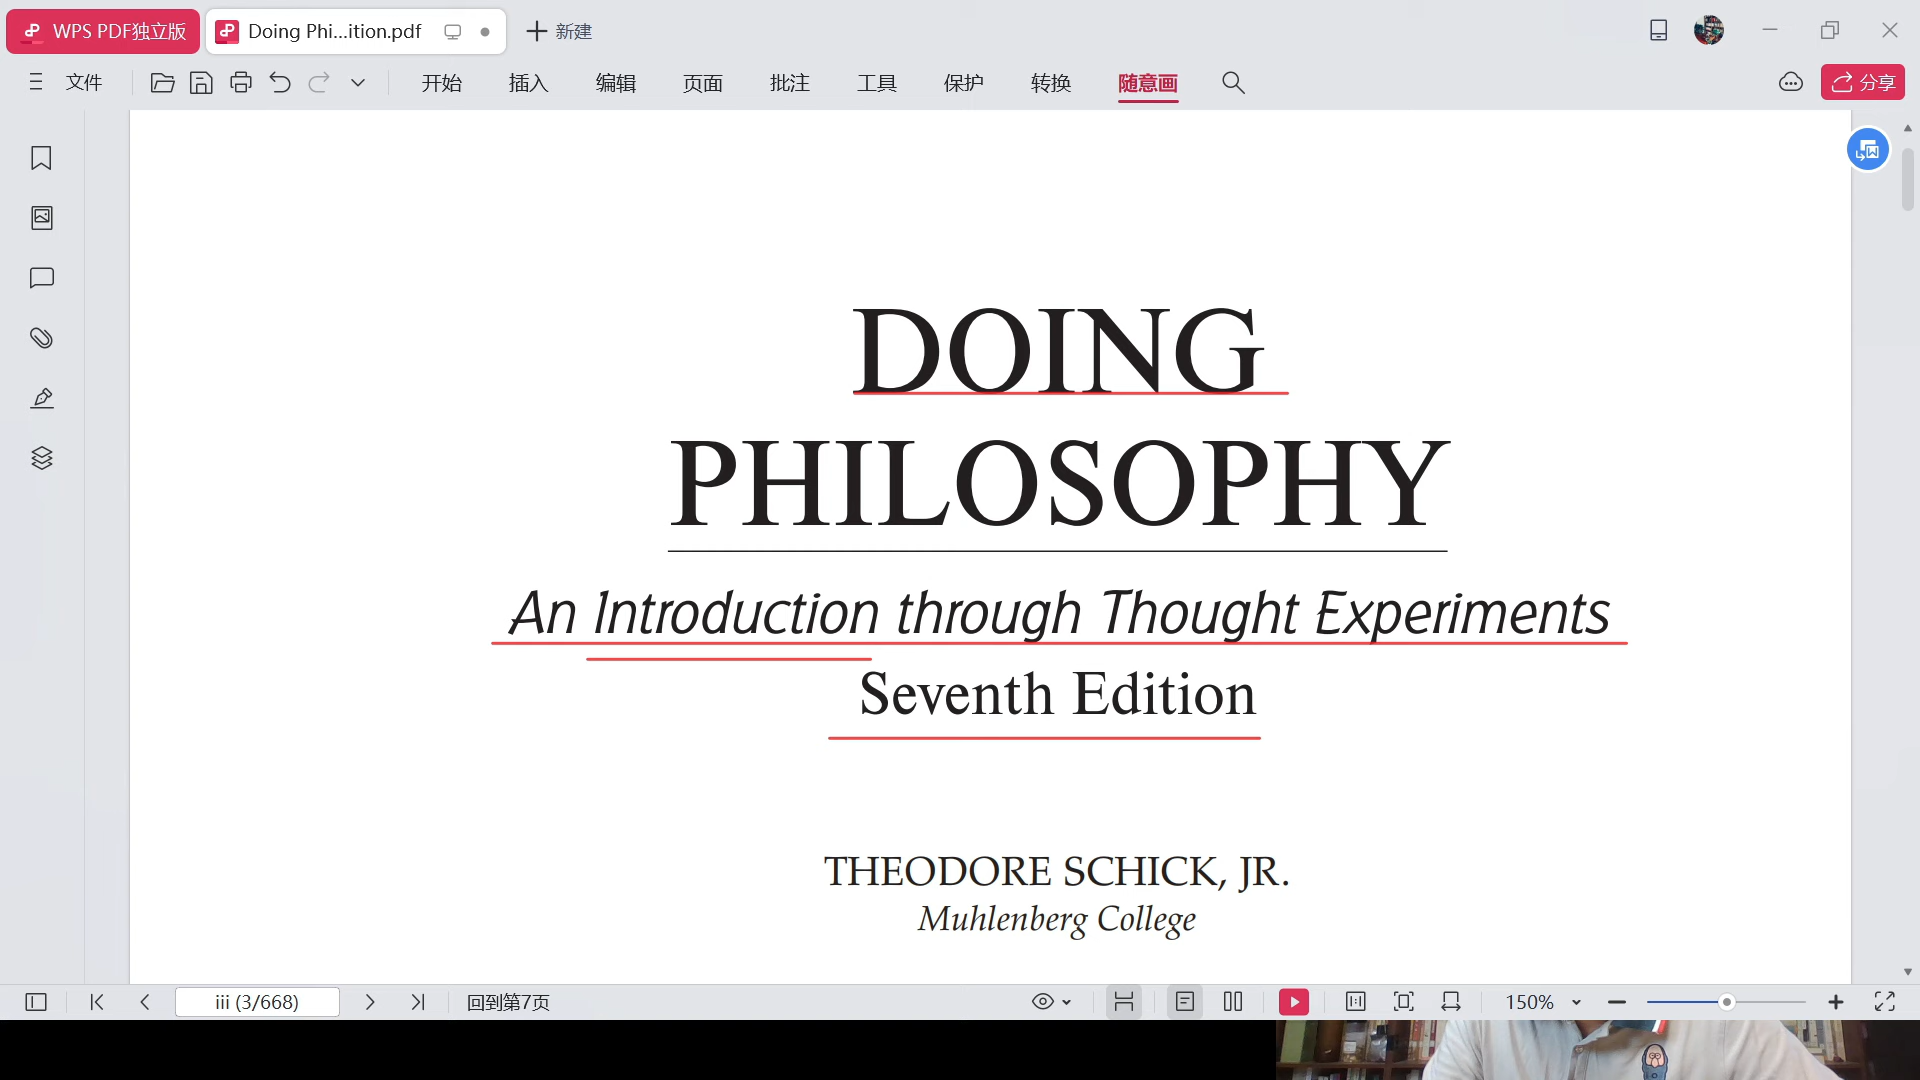 WPS PDF独立版
Doing Phi...ition.pdf
新建
文件
开始
插入
编辑
页面
批注
工具
保护
转换
随意画
分享
DOING
PHILOSOPHY
An Introduction through Thought Experiments
Seventh Edition
THEODORE SCHICK, JR.
Muhlenberg College
iii (3/668)
回到第7页
150%